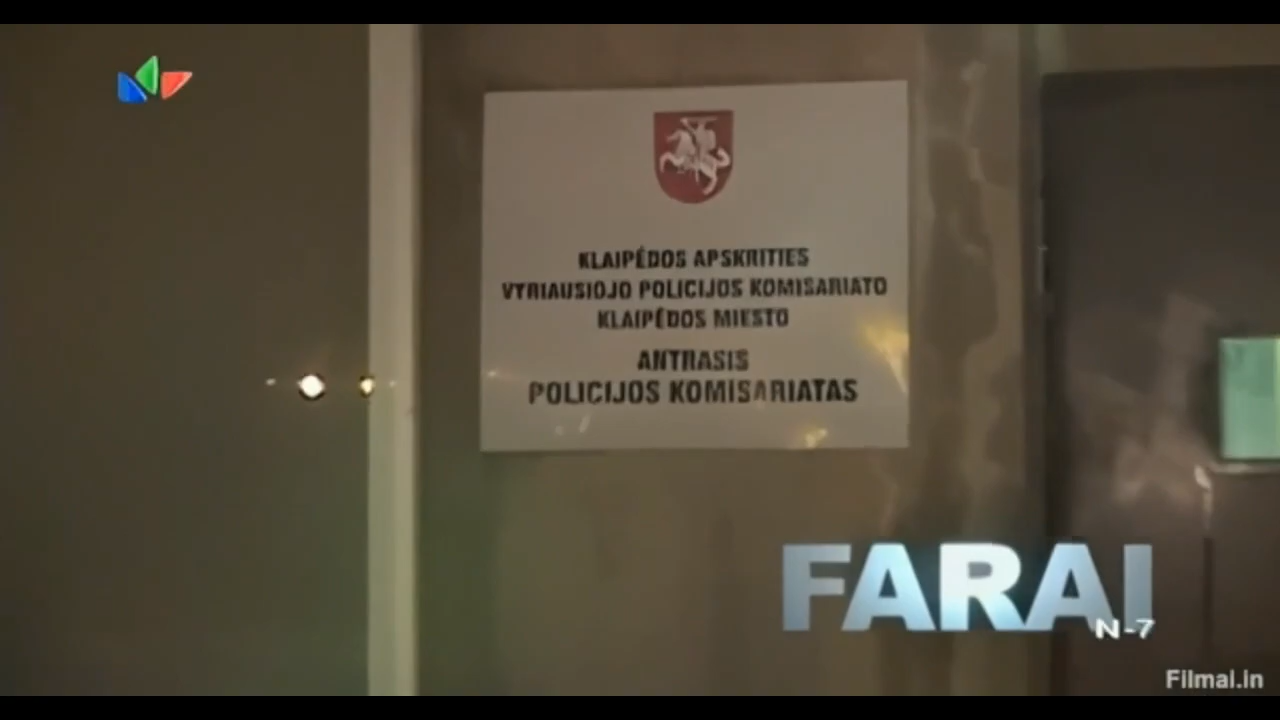 KLAIPĖDOS APSKRITIES
VYRIAUSIOJO POLICIJOS KOMISARIATO
KLAIPĖDOS MIESTO
ANTRASIS
POLICIJOS KOMISARIATAS
FARAI
N-7
Filmai.in